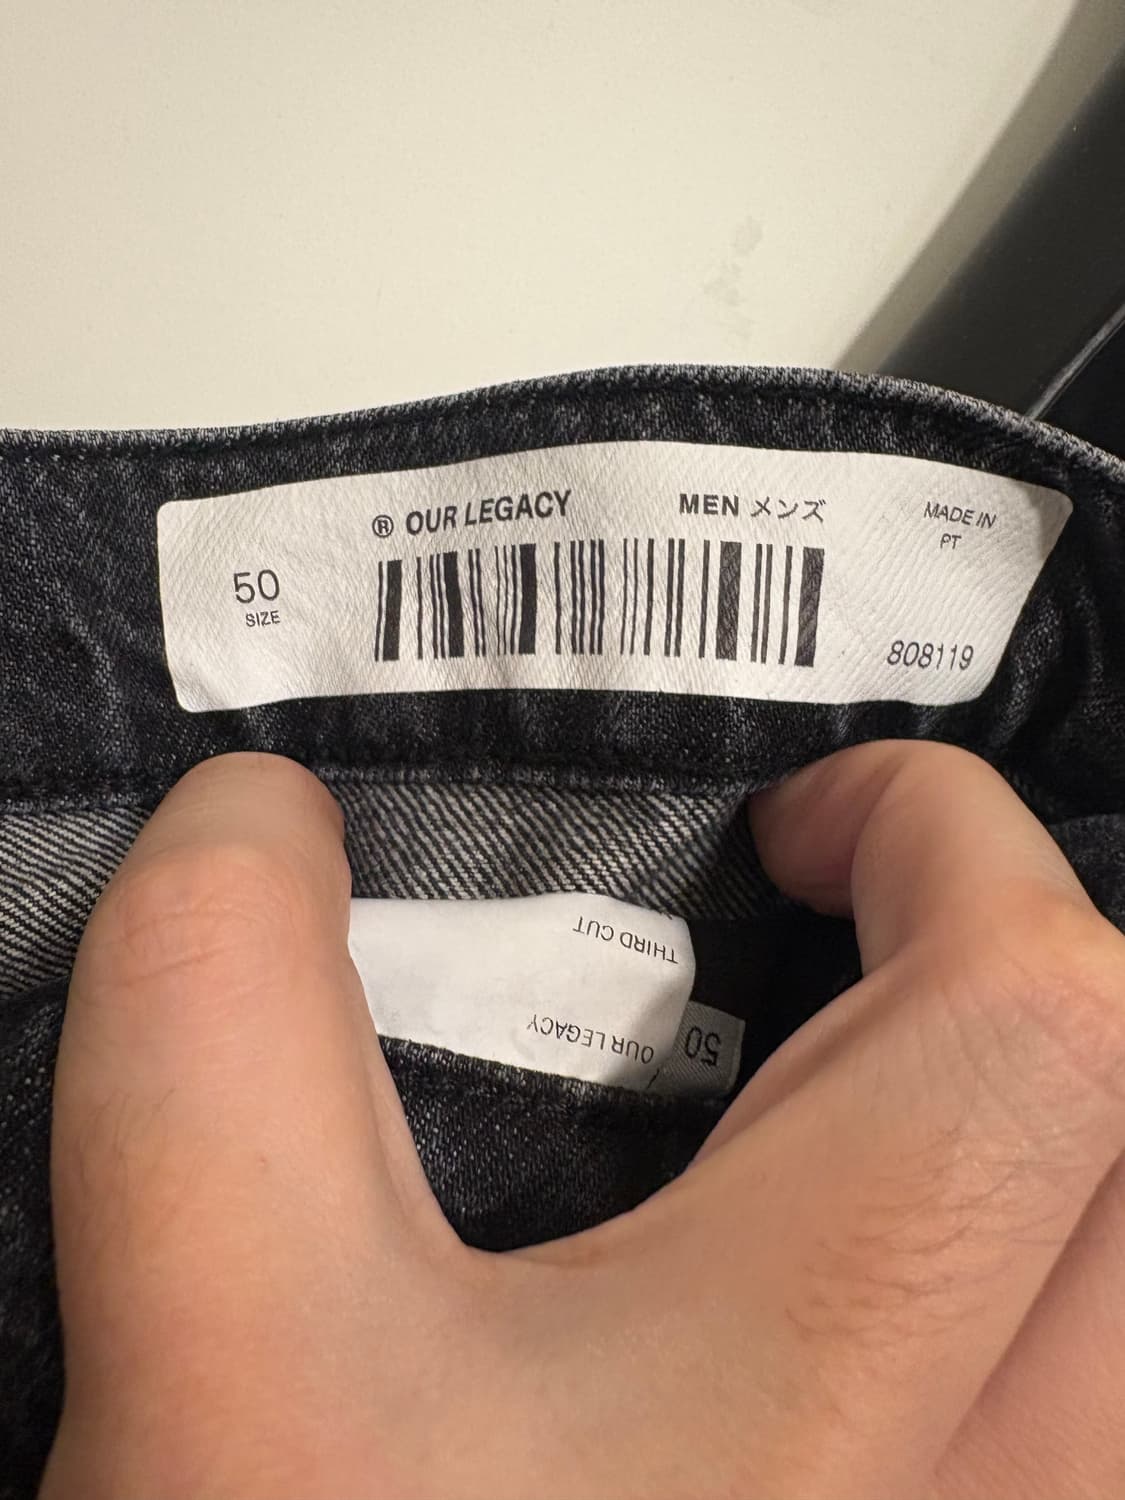 ® OUR LEGACY
MEN メンズ
MADE IN
PT
50
SIZE
808119
THIRD CUT
OUR LEGACY
50